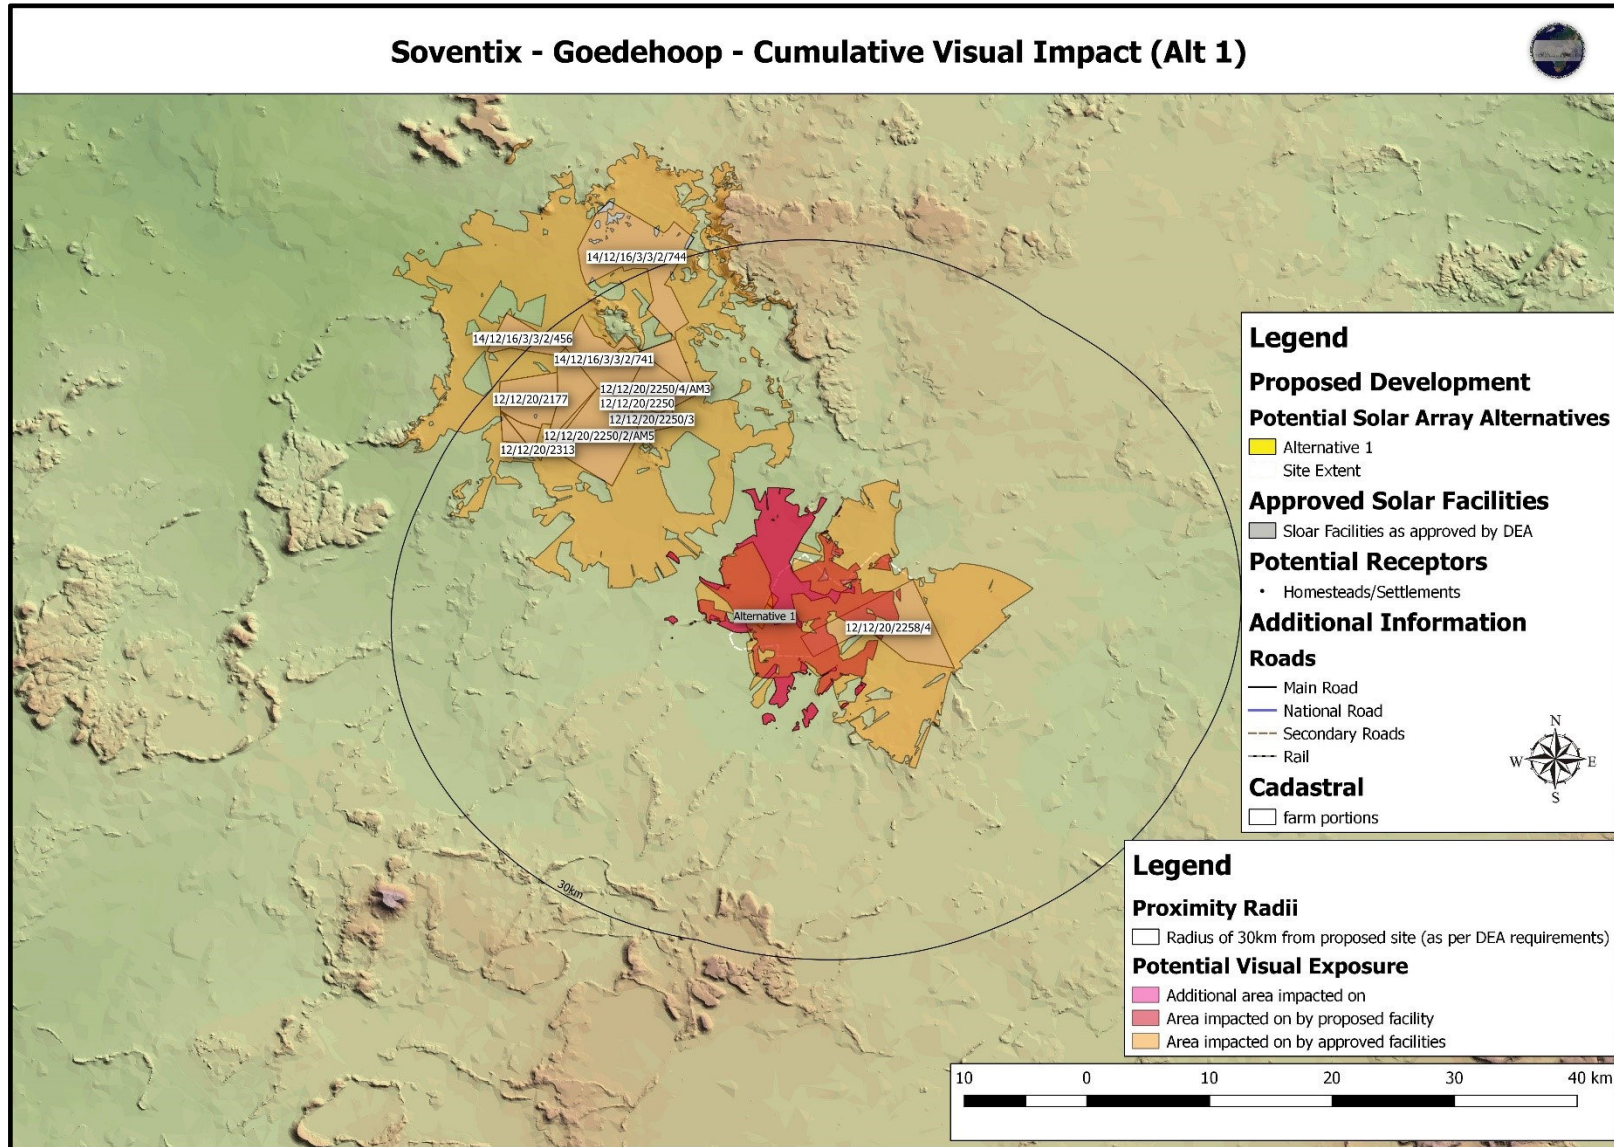 Soventix - Goedehoop - Cumulative Visual Impact (Alt 1)
14/12/16/3/3/2/744
14/12/16/3/3/2/456
14/12/16/3/3/2/741
12/12/20/2250/4/AM3
12/12/20/2177
12/12/20/2250
12/12/20/2250/3
12/12/20/2250/2/AM5
12/12/20/2313
Alternative 1
12/12/20/2258/4
30km
Legend
Proposed Development
Potential Solar Array Alternatives
Alternative 1
Site Extent
Approved Solar Facilities
Sloar Facilities as approved by DEA
Potential Receptors
Homesteads/Settlements
Additional Information
Roads
Main Road
National Road
Secondary Roads
Rail
Cadastral
farm portions
N
W E
S
Legend
Proximity Radii
Radius of 30km from proposed site (as per DEA requirements)
Potential Visual Exposure
Additional area impacted on
Area impacted on by proposed facility
Area impacted on by approved facilities
10 0 10 20 30 40 km